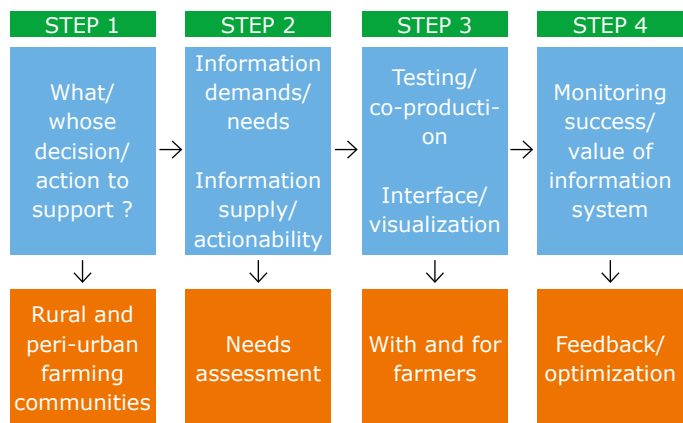 STEP 1
STEP 2
STEP 3
STEP 4
What/
whose
decision/
action to
support ?
Information
demands/
needs
Information
supply/
actionability
Testing/
co-producti-
on
Interface/
visualization
Monitoring
success/
value of
information
system
Rural and
peri-urban
farming
communities
Needs
assessment
With and for
farmers
Feedback/
optimization